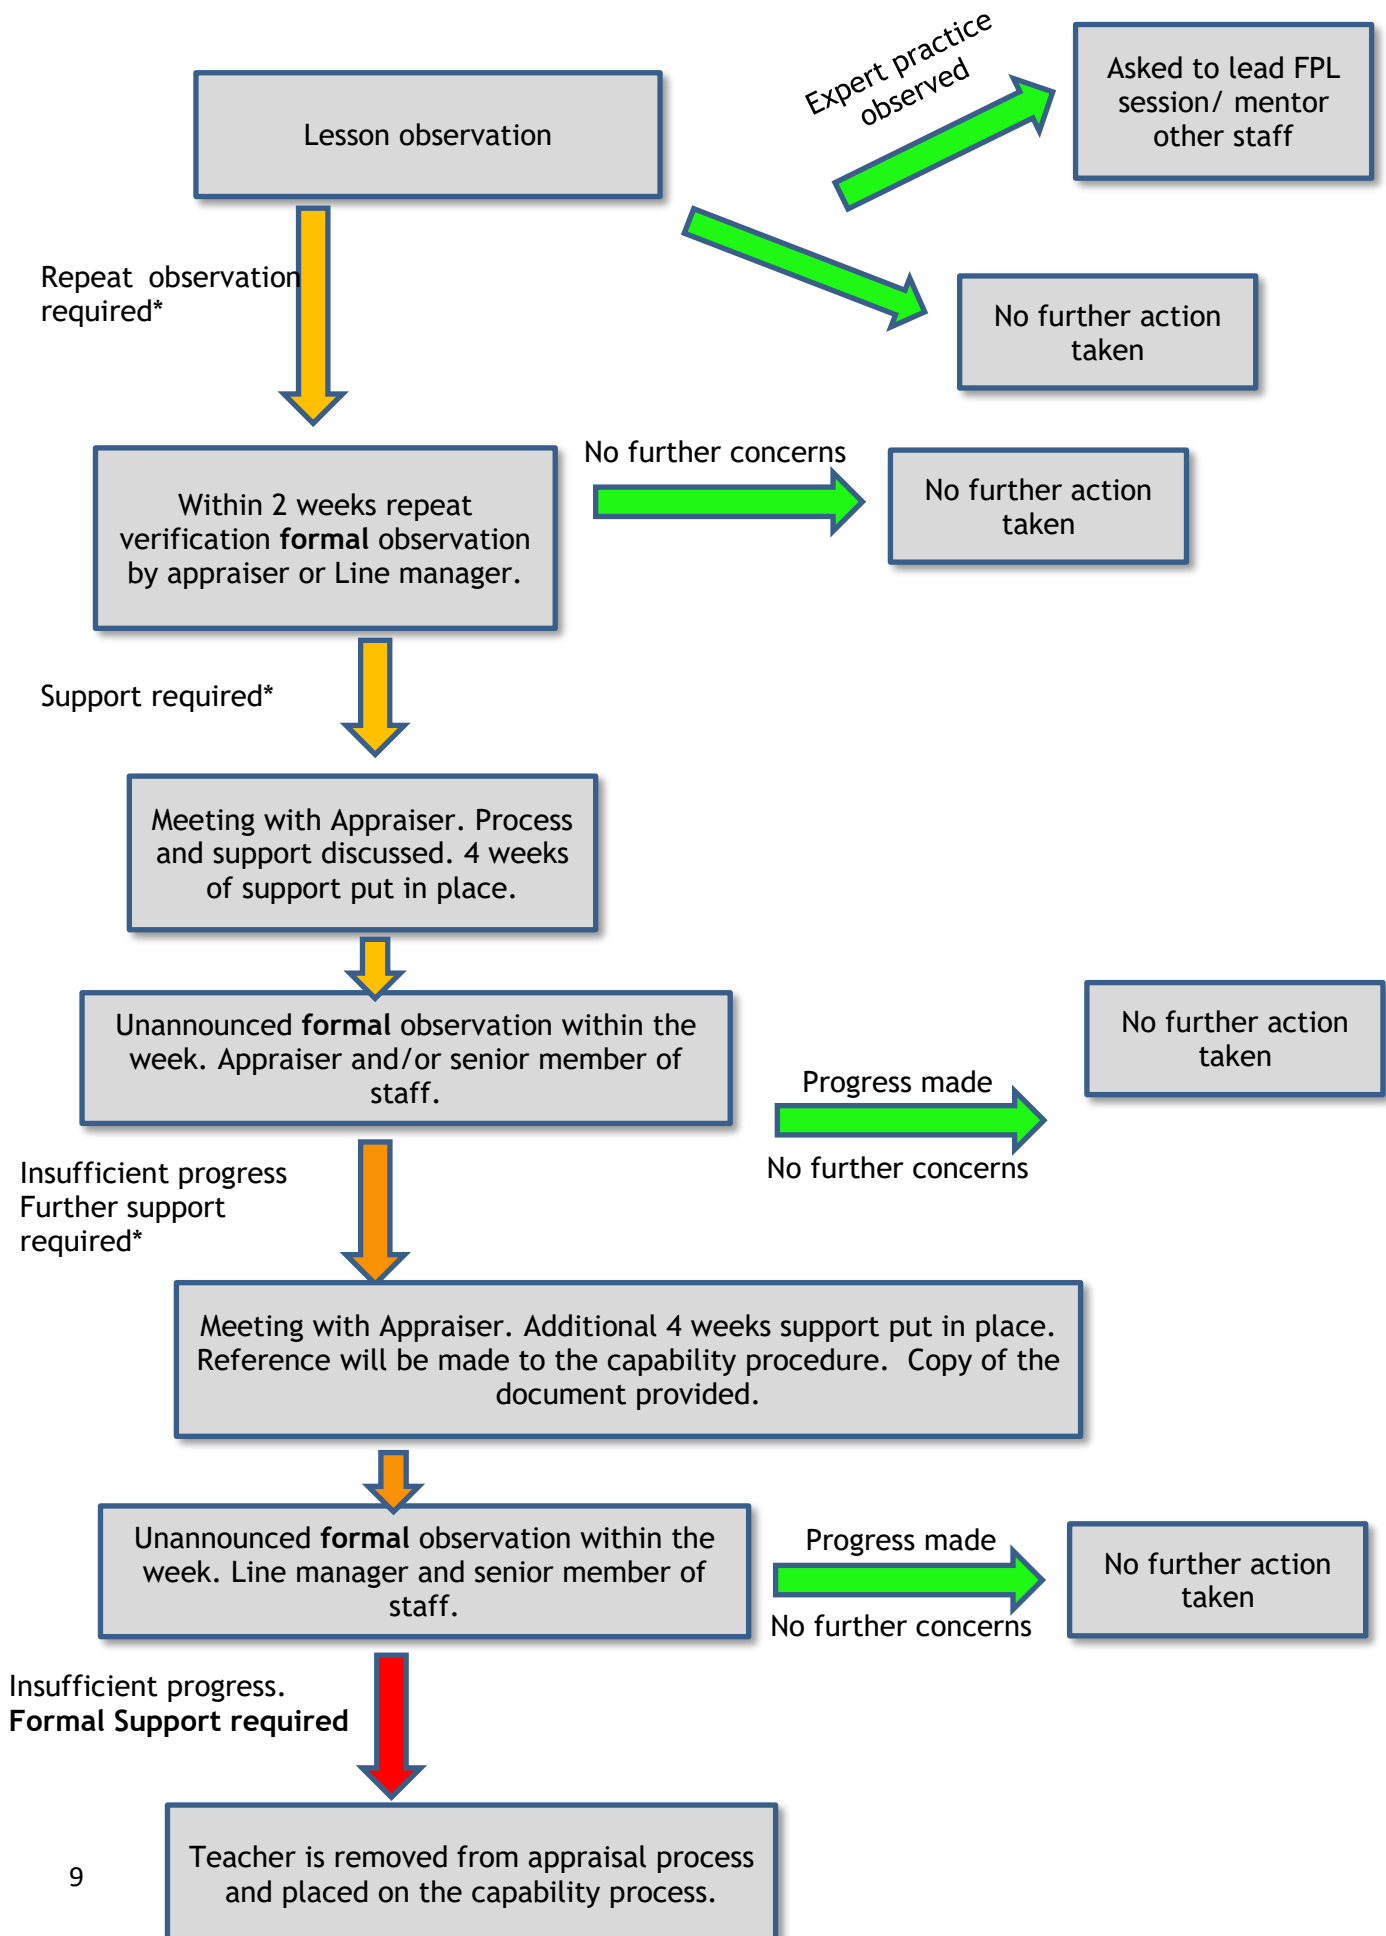 Expert practice
observed
Asked to lead FPL
session/ mentor
other staff
Lesson observation
Repeat observation
required*
No further action
taken
No further concerns
No further action
taken
Within 2 weeks repeat
verification formal observation
by appraiser or Line manager.
Support required*
Meeting with Appraiser. Process
and support discussed. 4 weeks
of support put in place.
Unannounced formal observation within the
week. Appraiser and/or senior member of
staff.
No further action
taken
Progress made
No further concerns
Insufficient progress
Further support
required*
Meeting with Appraiser. Additional 4 weeks support put in place.
Reference will be made to the capability procedure. Copy of the
document provided.
Unannounced formal observation within the
week. Line manager and senior member of
staff.
Progress made
No further concerns
No further action
taken
Insufficient progress.
Formal Support required
Teacher is removed from appraisal process
and placed on the capability process.
9